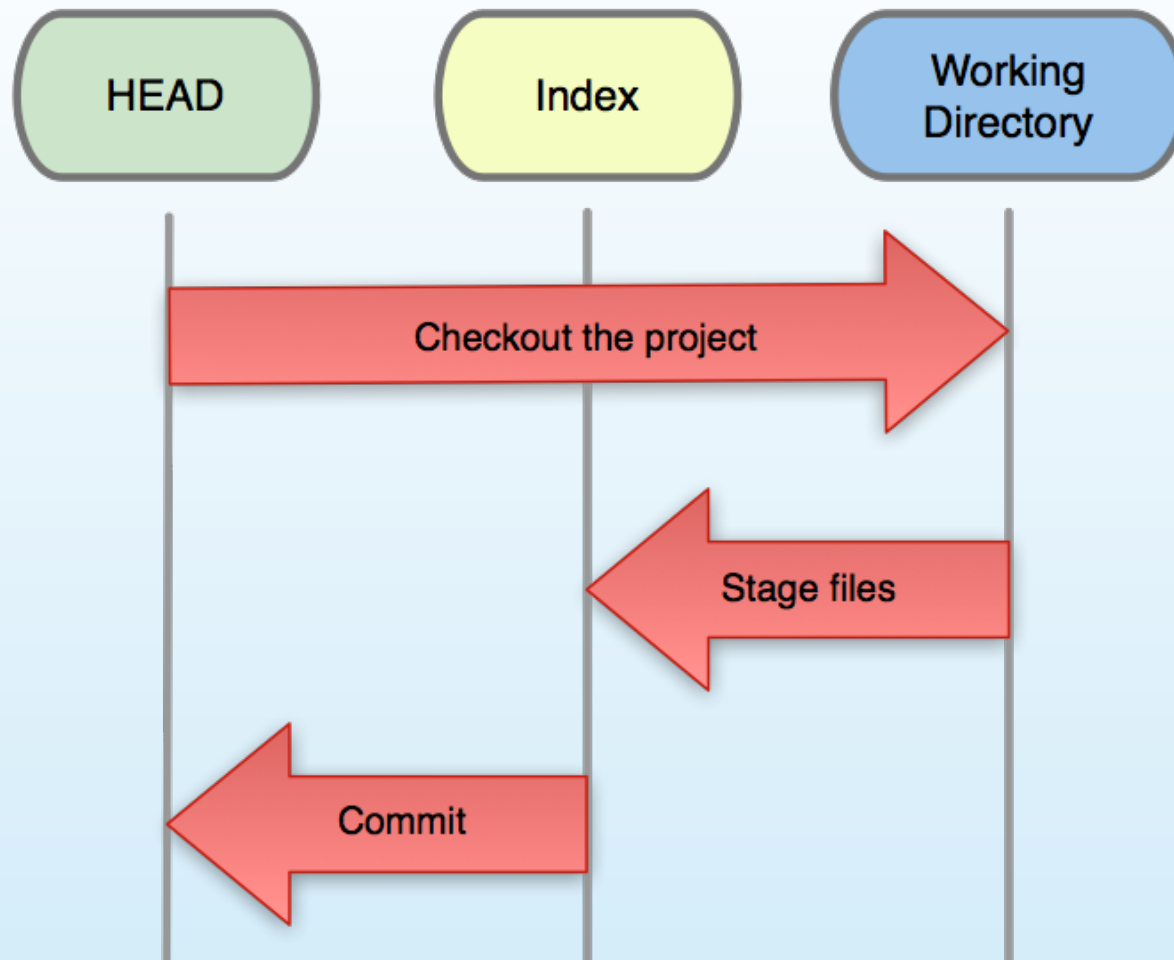 HEAD
Index
Working
Directory
Checkout the project
Stage files
Commit